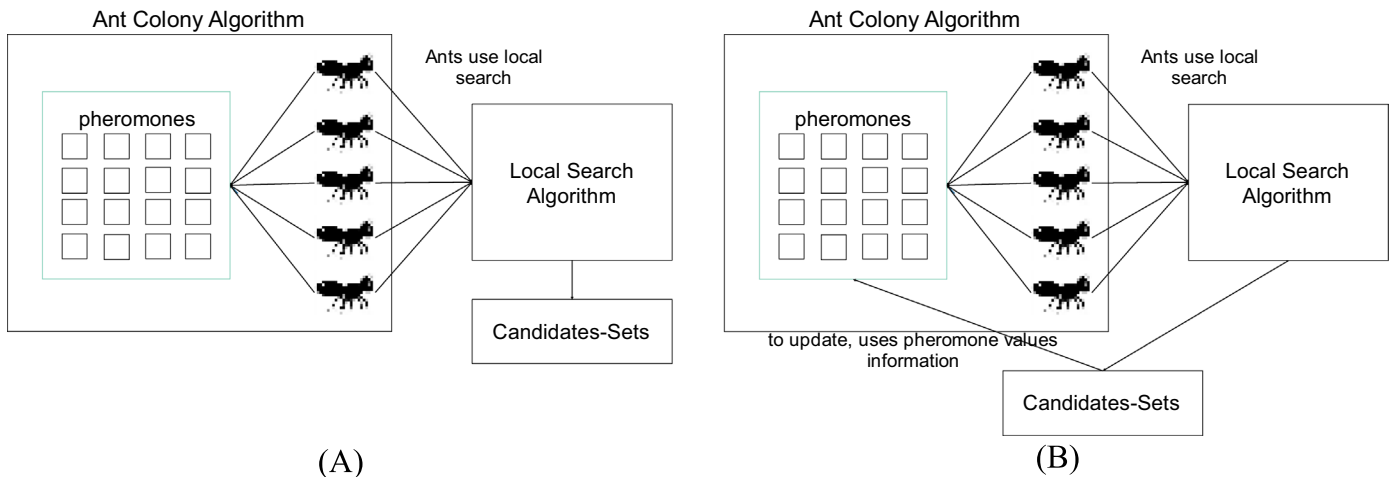 Ant Colony Algorithm
Ants use local
search
pheromones
Local Search
Algorithm
Candidates-Sets
(A)
Ant Colony Algorithm
Ants use local
search
pheromones
Local Search
Algorithm
to update, uses pheromone values
information
Candidates-Sets
(B)